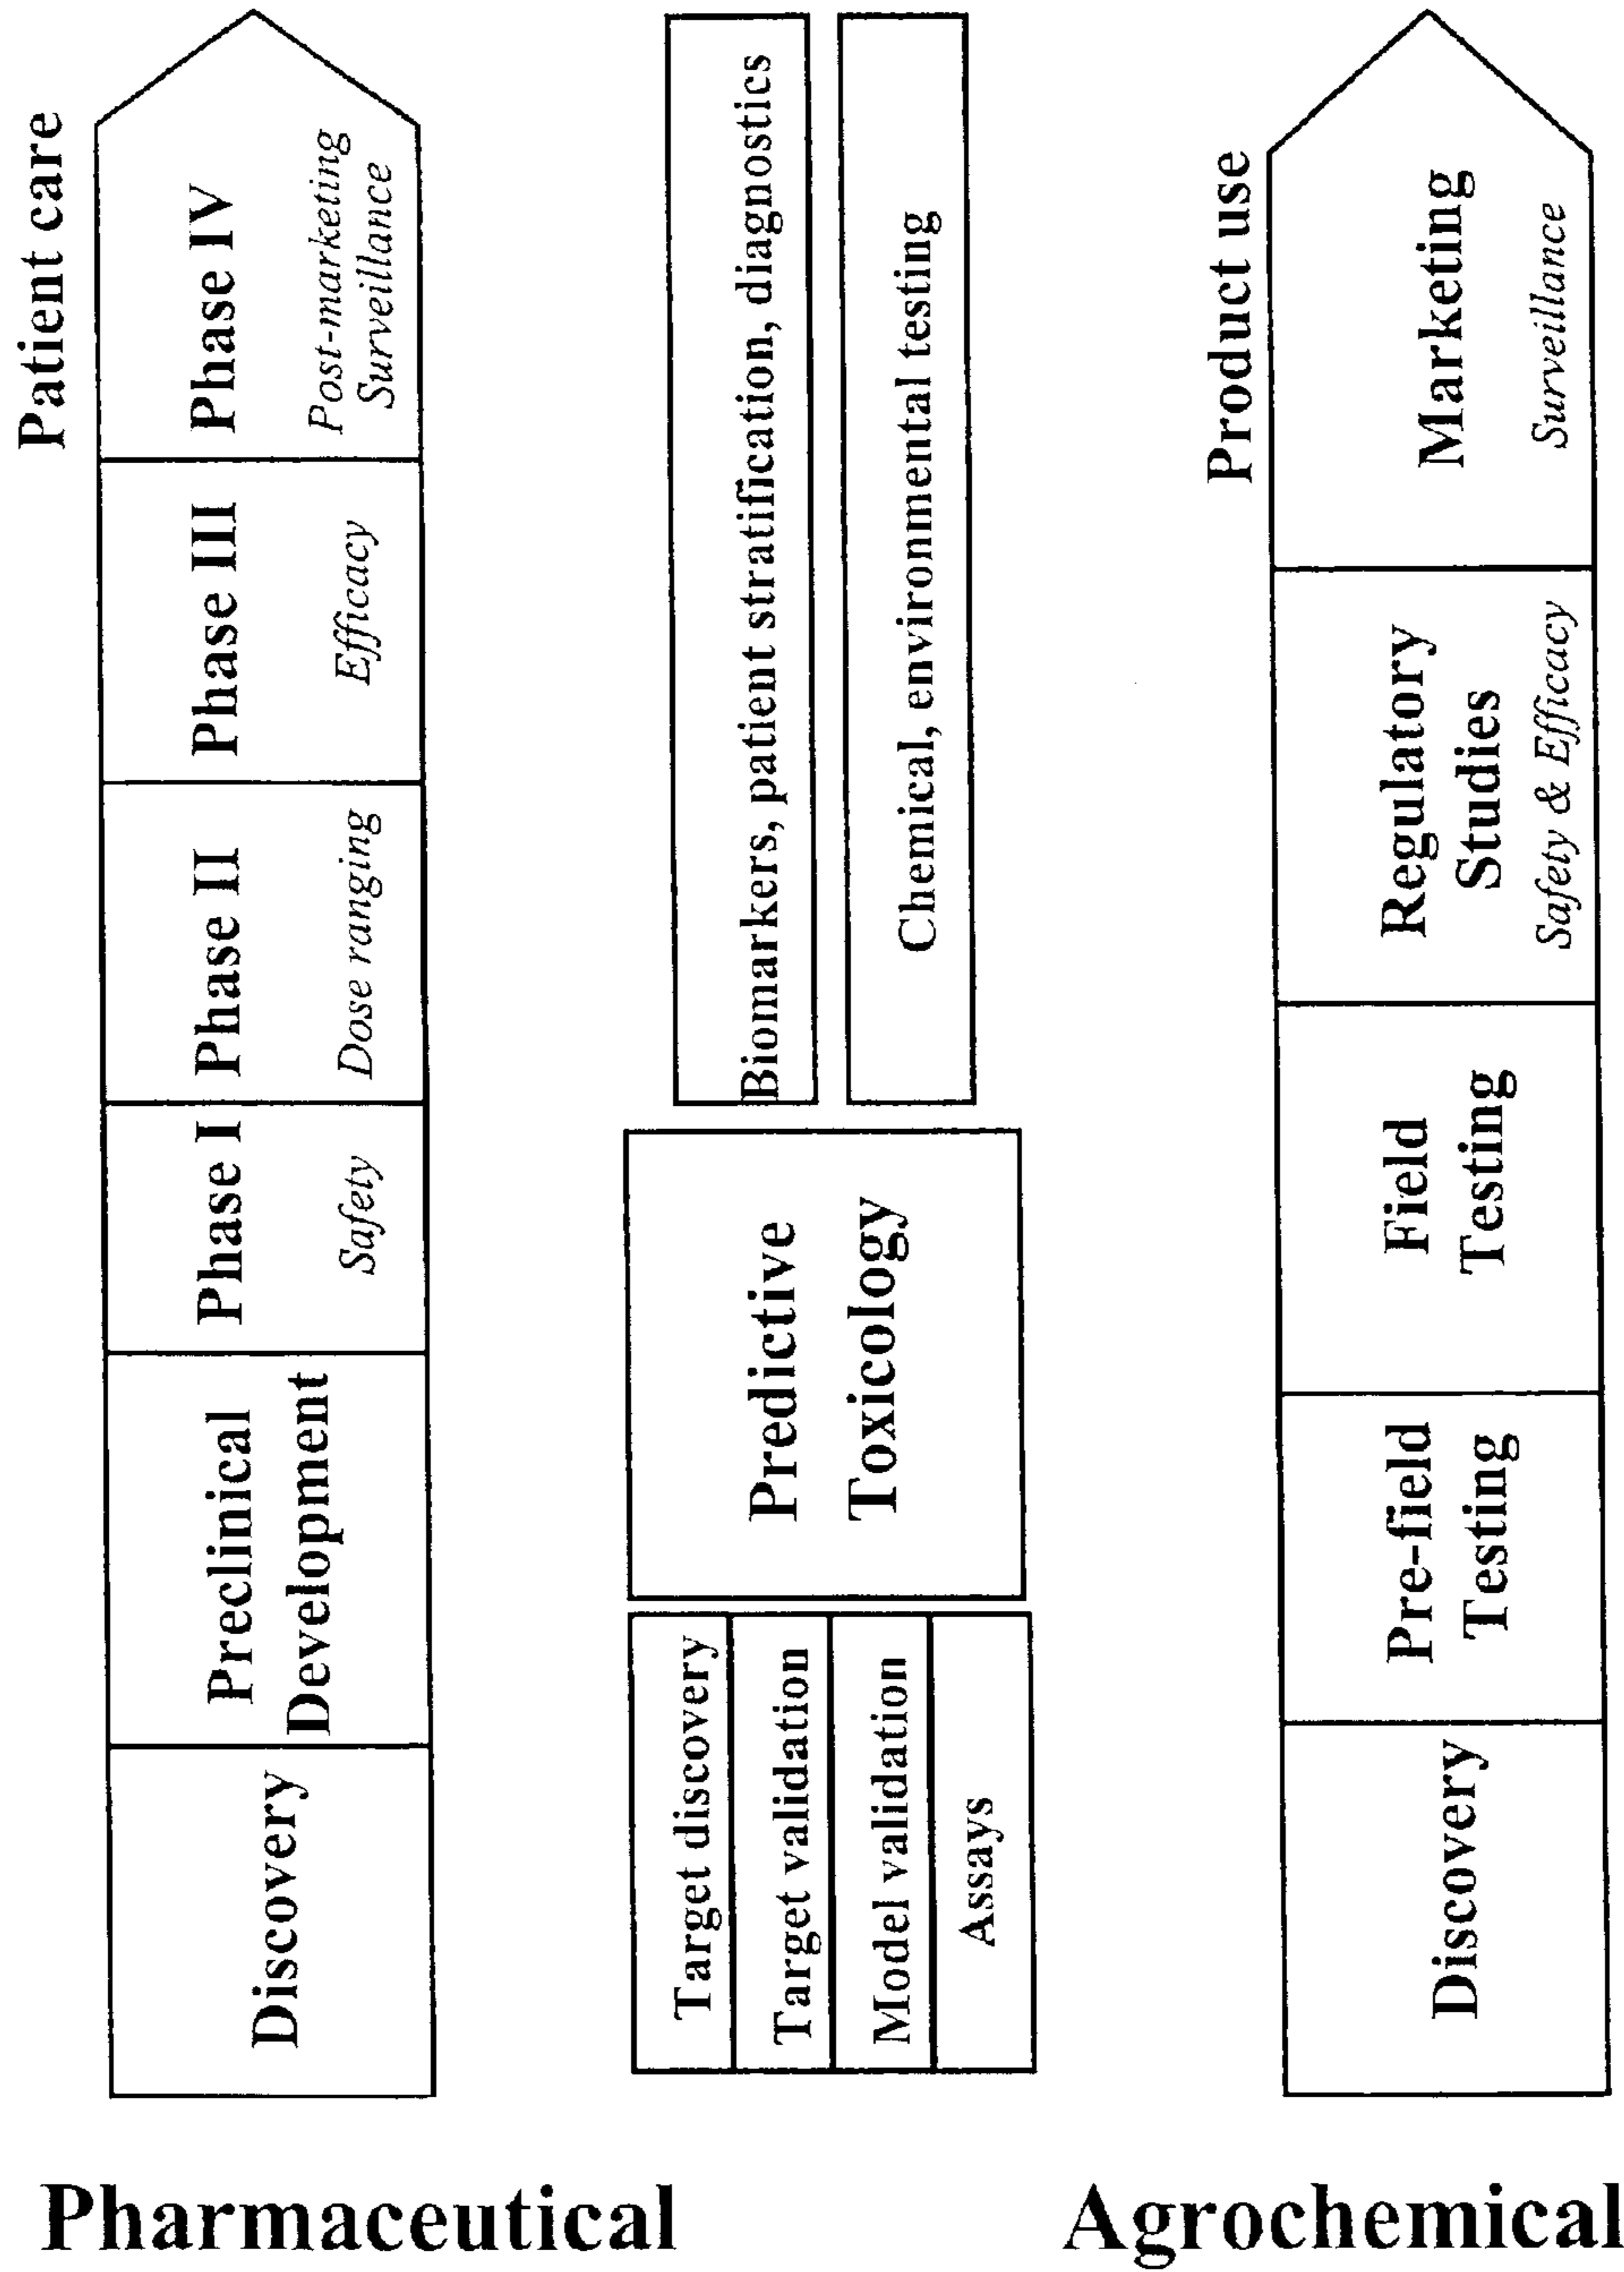 Pharmaceutical
Discovery
Preclinical
Development
Phase I
Safety
Phase II
Dose ranging
Phase III
Efficacy
Phase IV
Post-marketing
Surveillance
Patient care
Target discovery
Target validation
Model validation
Assays
Predictive
Toxicology
Biomarkers, patient stratification, diagnostics
Chemical, environmental testing
Agrochemical
Discovery
Pre-field
Testing
Field
Testing
Regulatory
Studies
Safety & Efficacy
Marketing
Surveillance
Product use